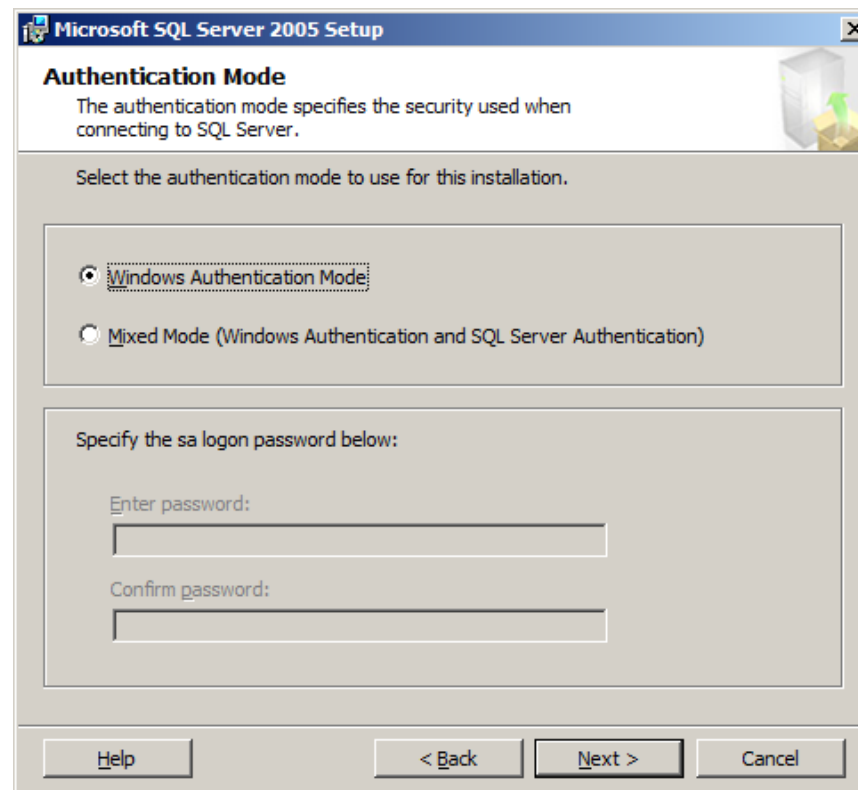 Microsoft SQL Server 2005 Setup
Authentication Mode
The authentication mode specifies the security used when
connecting to SQL Server.
Select the authentication mode to use for this installation.
Windows Authentication Mode
Mixed Mode (Windows Authentication and SQL Server Authentication)
Specify the sa logon password below:
Enter password:
Confirm password:
Help < Back Next > Cancel